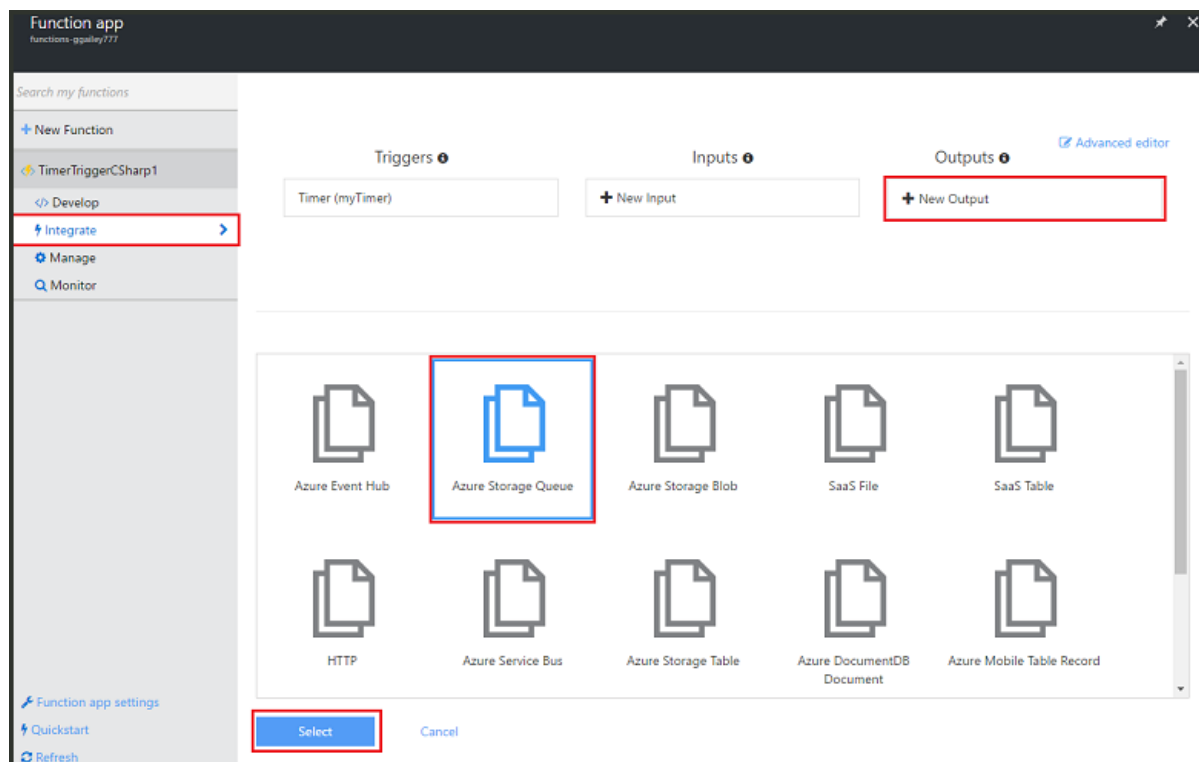 Function app
functions-ggailey777
Search my functions
New Function
TimerTriggerCSharp1
</> Develop
Integrate
Manage
Monitor
Function app settings
Quickstart
Refresh
Advanced editor
Triggers
Inputs
Outputs
Timer (myTimer)
New Input
New Output
Azure Event Hub
Azure Storage Queue
Azure Storage Blob
SaaS File
SaaS Table
HTTP
Azure Service Bus
Azure Storage Table
Azure DocumentDB
Document
Azure Mobile Table Record
Select
Cancel